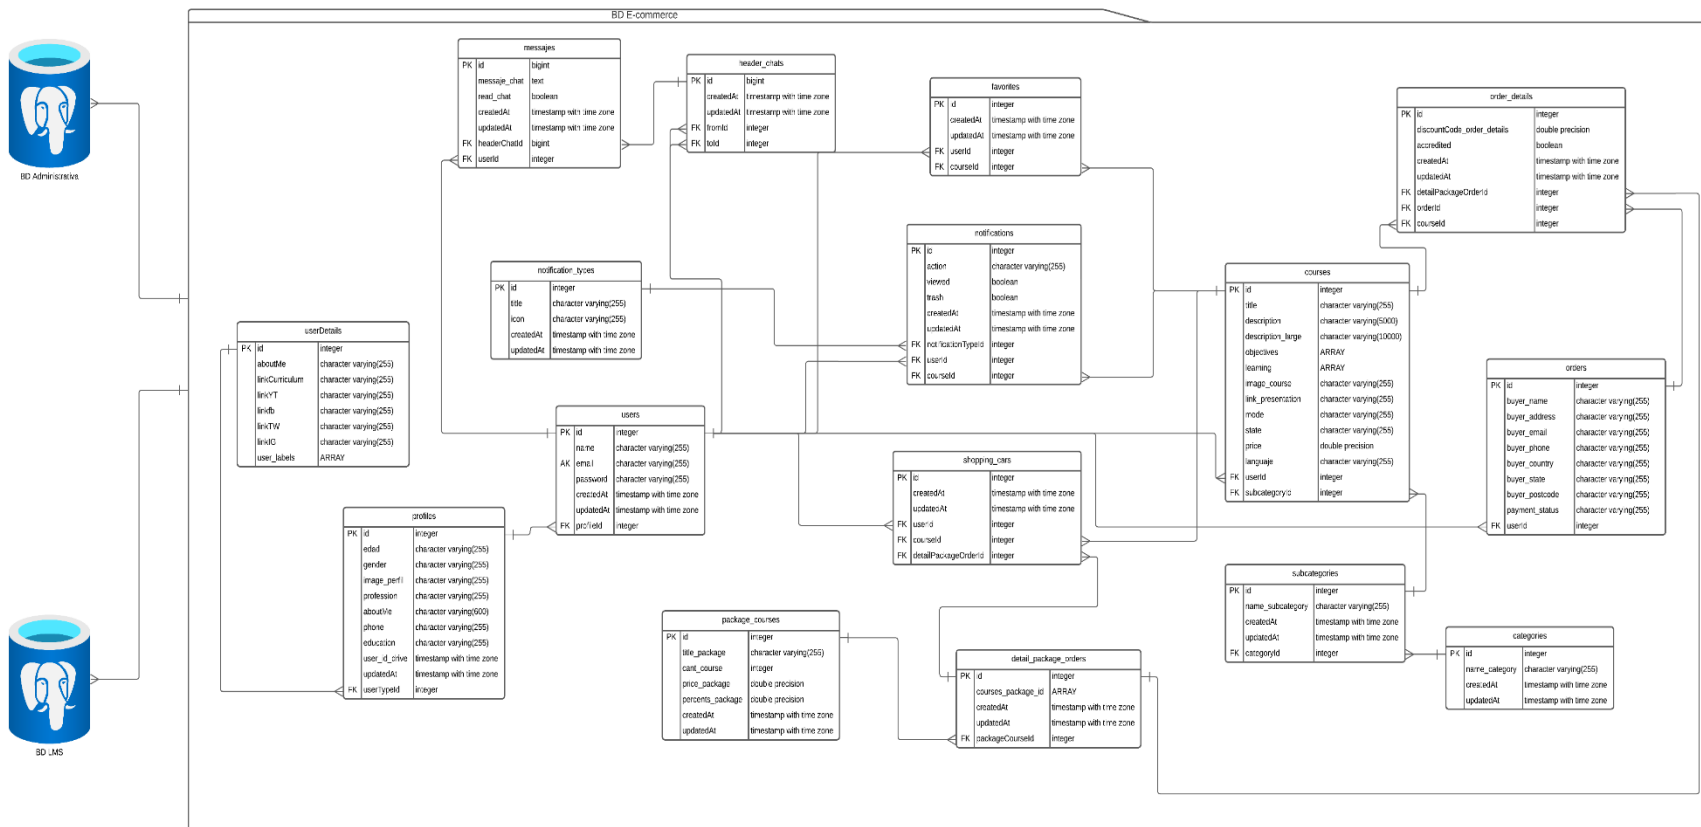 BD E-commerce
BD Administrativa
BD LMS
messajes
PK id bigint
messaje_chat text
read_chat boolean
createdAt timestamp with time zone
updatedAt timestamp with time zone
FK headerChatId bigint
FK userId integer
header_chats
PK id bigint
createdAt timestamp with time zone
updatedAt timestamp with time zone
FK fromId integer
FK toId integer
favorites
PK id integer
createdAt timestamp with time zone
updatedAt timestamp with time zone
FK userId integer
FK courseId integer
order_details
PK id integer
discountCode_order_details double precision
accredited boolean
createdAt timestamp with time zone
updatedAt timestamp with time zone
FK detailPackageOrderId integer
FK orderId integer
FK courseId integer
notification_types
PK id integer
title character varying(255)
icon character varying(255)
createdAt timestamp with time zone
updatedAt timestamp with time zone
notifications
PK id integer
action character varying(255)
viewed boolean
trash boolean
createdAt timestamp with time zone
updatedAt timestamp with time zone
FK notificationTypeId integer
FK userId integer
FK courseId integer
courses
PK id integer
title character varying(255)
description character varying(5000)
description_large character varying(10000)
objectives ARRAY
learning ARRAY
image_course character varying(255)
link_presentation character varying(255)
mode character varying(255)
state character varying(255)
price double precision
languaje character varying(255)
FK userId integer
FK subcategoryId integer
userDetails
PK id integer
aboutMe character varying(255)
linkCurriculum character varying(255)
linkYT character varying(255)
linkfb character varying(255)
linkTW character varying(255)
linkIG character varying(255)
user_labels ARRAY
users
PK id integer
name character varying(255)
AK email character varying(255)
password character varying(255)
createdAt timestamp with time zone
updatedAt timestamp with time zone
FK profileId integer
orders
PK id integer
buyer_name character varying(255)
buyer_address character varying(255)
buyer_email character varying(255)
buyer_phone character varying(255)
buyer_country character varying(255)
buyer_state character varying(255)
buyer_postcode character varying(255)
payment_status character varying(255)
FK userId integer
shopping_cars
PK id integer
createdAt timestamp with time zone
updatedAt timestamp with time zone
FK userId integer
FK courseId integer
FK detailPackageOrderId integer
profiles
PK id integer
edad character varying(255)
gender character varying(255)
image_perfil character varying(255)
profession character varying(255)
aboutMe character varying(600)
phone character varying(255)
education character varying(255)
user_id_drive timestamp with time zone
updatedAt timestamp with time zone
FK userTypeId integer
subcategories
PK id integer
name_subcategory character varying(255)
createdAt timestamp with time zone
updatedAt timestamp with time zone
FK categoryId integer
package_courses
PK id integer
title_package character varying(255)
cant_course integer
price_package double precision
percents_package double precision
createdAt timestamp with time zone
updatedAt timestamp with time zone
detail_package_orders
PK id integer
courses_package_id ARRAY
createdAt timestamp with time zone
updatedAt timestamp with time zone
FK packageCourseId integer
categories
PK id integer
name_category character varying(255)
createdAt timestamp with time zone
updatedAt timestamp with time zone